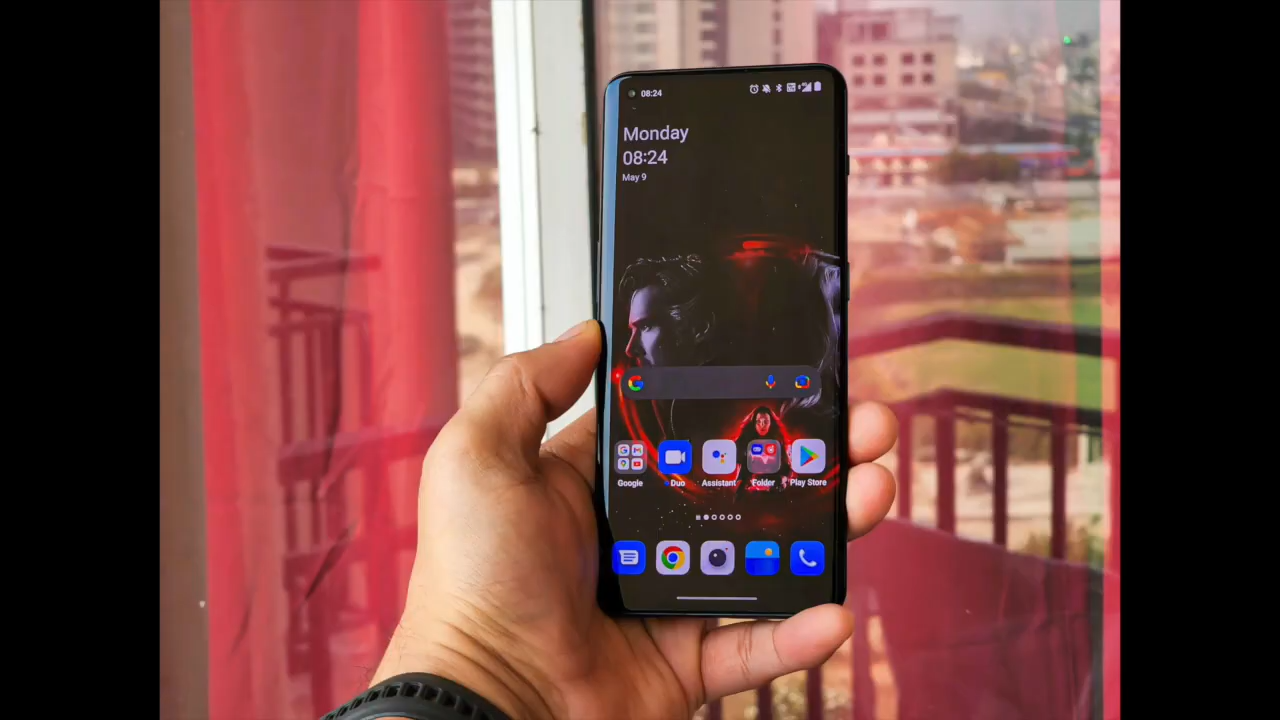 08:24
Monday
08:24
May 9
Google
Duo
Assistant
Folder
Play Store